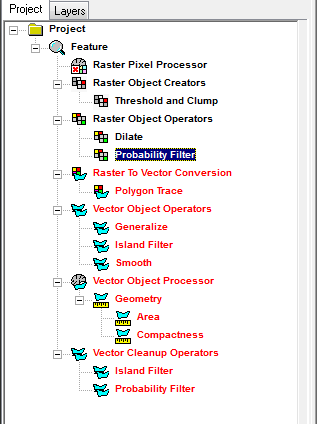 Project Layers
Project
Feature
Raster Pixel Processor
Raster Object Creators
Threshold and Clump
Raster Object Operators
Dilate
Probability Filter
Raster To Vector Conversion
Polygon Trace
Vector Object Operators
Generalize
Island Filter
Smooth
Vector Object Processor
Geometry
Area
Compactness
Vector Cleanup Operators
Island Filter
Probability Filter